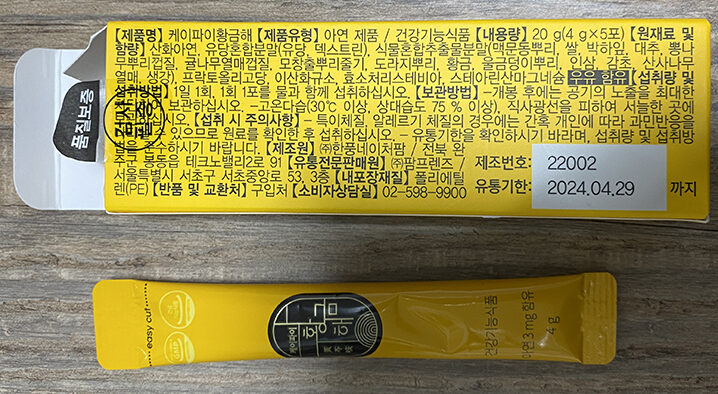 【제품명】 케이파이황금해 【제품유형】 아연 제품 / 건강기능식품 【내용량】 20 g(4 g×5포) 【원재료 및
함량】 산화아연, 유당혼합분말(유당, 덱스트린), 식물혼합추출물분말(맥문동뿌리, 쌀, 박하잎, 대추, 뽕나
무뿌리껍질, 귤나무열매껍질, 모창출뿌리줄기, 도라지뿌리, 황금, 울금덩이뿌리, 인삼, 감초, 산사나무
열매, 생강), 프락토올리고당, 이산화규소, 효소처리스테비아, 스테아린산마그네슘 우유 함유 【섭취량 및
섭취방법】 1일 1회, 1회 1포를 물과 함께 섭취하십시오. 【보관방법】 –개봉 후에는 공기의 노출을 최대한
보관하십시오. –고온다습(30℃ 이상, 상대습도 75 % 이상), 직사광선을 피하여 서늘한 곳에
십시오. 【섭취 시 주의사항】 – 특이체질, 알레르기 체질의 경우에는 간혹 개인에 따라 과민반응을
수 있으므로 원료를 확인한 후 섭취하십시오. – 유통기한을 확인하시기 바라며, 섭취량 및 섭취방
수하시기 바랍니다. 【제조원】 ㈜한풍네이처팜 / 전북 완
주군 봉동읍 테크노밸리2로 91 【유통전문판매원】 ㈜팜프렌즈 /
서울특별시 서초구 서초중앙로 53, 3층 【내포장재질】 폴리에틸
렌(PE) 【반품 및 교환처】 구입처 【소비자상담실】 02-598-9900
제조번호: 22002
유통기한: 2024.04.29 까지
품질보증
easy cut
GMP
케이파이
황금해
건강기능식품
아연 3 mg 함유
4 g